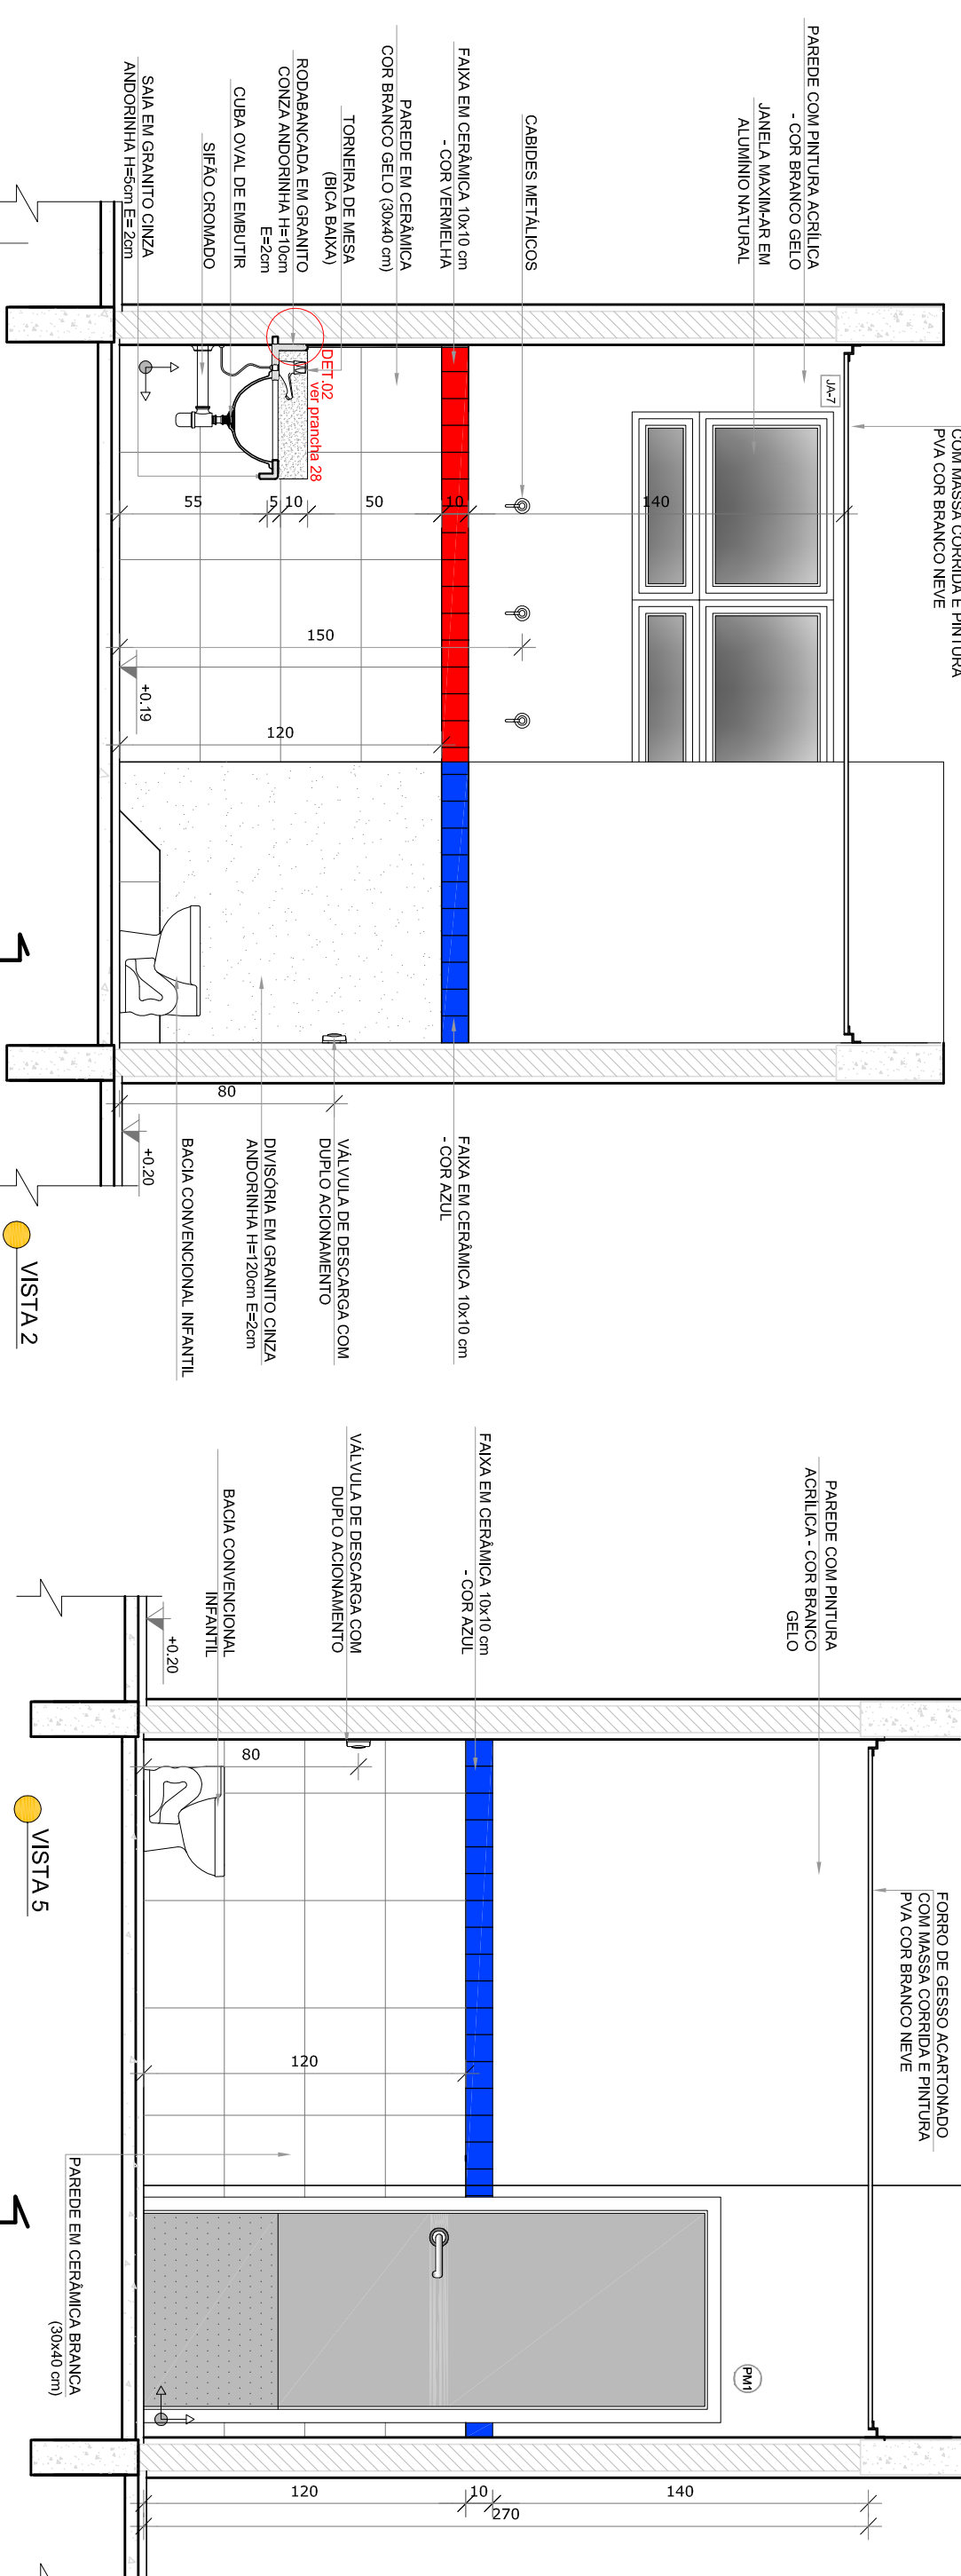 PAREDE COM PINTURA ACRÍLICA
- COR BRANCO GELO
JANELA MAXIM-AR EM
ALUMÍNIO NATURAL
CABIDES METÁLICOS
FAIXA EM CERÂMICA 10x10 cm
- COR VERMELHA
PAREDE EM CERÂMICA
COR BRANCO GELO (30x40 cm)
TORNEIRA DE MESA
(BICA BAIXA)
RODABANCADA EM GRANITO
CONZA ANDORINHA H=10cm
E=2cm
CUBA OVAL DE EMBUTIR
SIFÃO CROMADO
SAIA EM GRANITO CINZA
ANDORINHA H=5cm E= 2cm
COM MASSA CORRIDA E PINTURA
PVA COR BRANCO NEVE
JA-7
DET.02
ver prancha 28
55
5
10
50
10
140
150
120
+0.19
80
+0.20
FAIXA EM CERÂMICA 10x10 cm
- COR AZUL
VÁLVULA DE DESCARGA COM
DUPLO ACIONAMENTO
DIVISÓRIA EM GRANITO CINZA
ANDORINHA H=120cm E=2cm
BACIA CONVENCIONAL INFANTIL
VISTA 2
PAREDE COM PINTURA
ACRÍLICA - COR BRANCO
GELO
FAIXA EM CERÂMICA 10x10 cm
- COR AZUL
VÁLVULA DE DESCARGA COM
DUPLO ACIONAMENTO
BACIA CONVENCIONAL
INFANTIL
+0.20
80
120
FORRO DE GESSO ACARTONADO
COM MASSA CORRIDA E PINTURA
PVA COR BRANCO NEVE
PAREDE EM CERÂMICA BRANCA
(30x40 cm)
PM1
120
10
140
270
VISTA 5